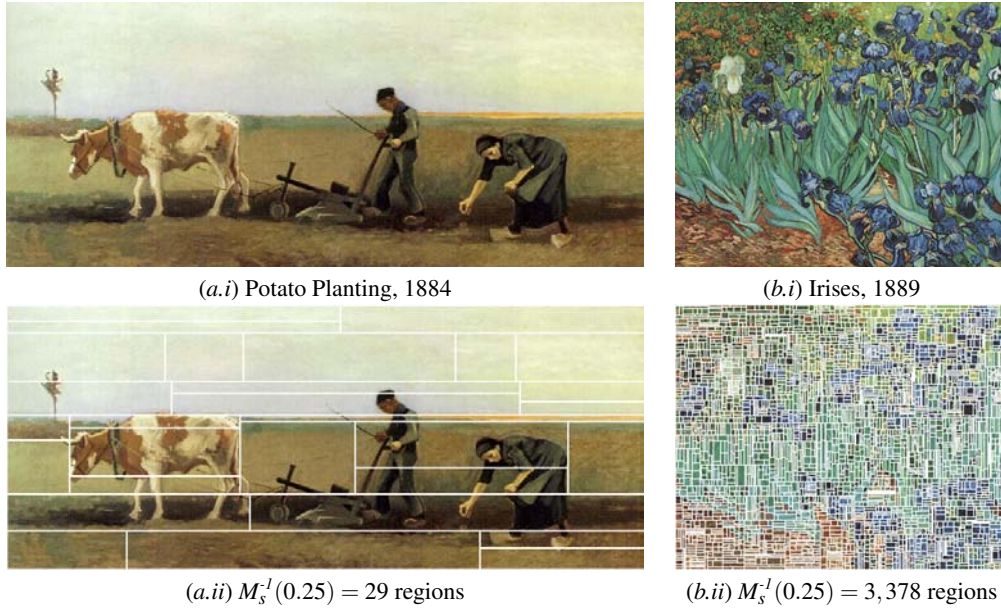 (a.i) Potato Planting, 1884
(b.i) Irises, 1889
(a.ii) M_s^{-1}(0.25) = 29 regions
(b.ii) M_s^{-1}(0.25) = 3,378 regions